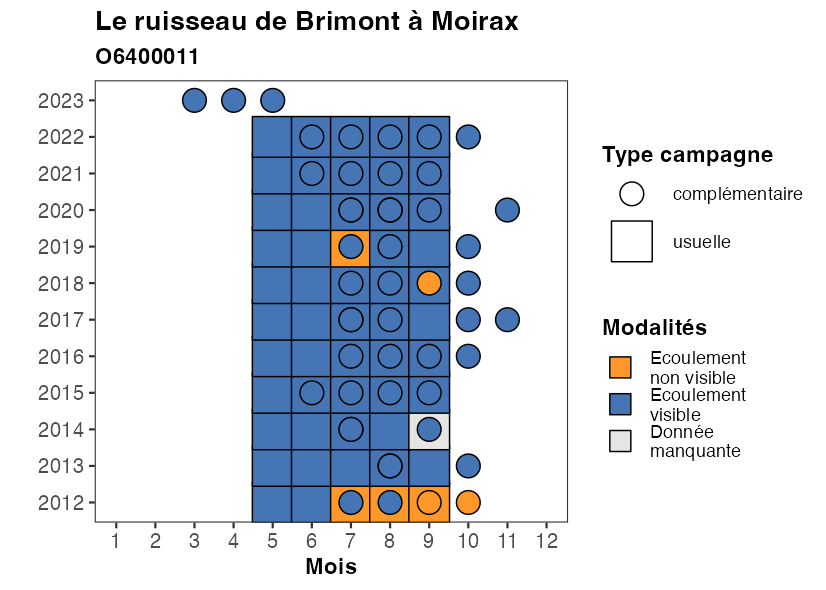 Le ruisseau de Brimont à Moirax
O6400011
2023
2022
2021
2020
2019
2018
2017
2016
2015
2014
2013
2012
1 2 3 4 5 6 7 8 9 10 11 12
Mois
Type campagne
complémentaire
usuelle
Modalités
Ecoulement
non visible
Ecoulement
visible
Donnée
manquante